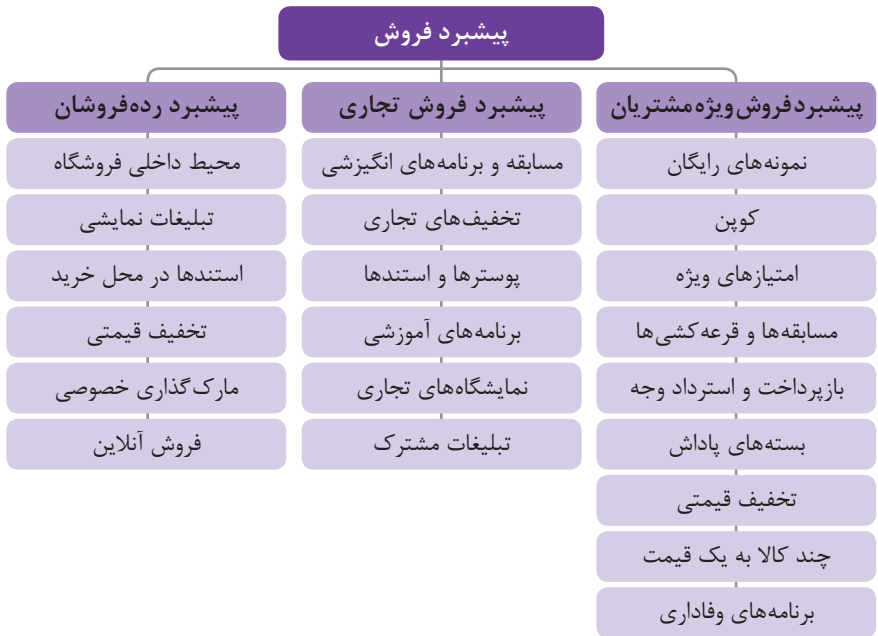 پیشبرد فروش
پیشبردفروش‌ویژه‌مشتریان
نمونه‌های رایگان
کوپن
امتیازهای ویژه
مسابقه‌ها و قرعه‌کشی‌ها
بازپرداخت و استرداد وجه
بسته‌های پاداش
تخفیف قیمتی
چند کالا به یک قیمت
برنامه‌های وفاداری
پیشبرد فروش تجاری
مسابقه و برنامه‌های انگیزشی
تخفیف‌های تجاری
پوسترها و استندها
برنامه‌های آموزشی
نمایشگاه‌های تجاری
تبلیغات مشترک
پیشبرد رده‌فروشان
محیط داخلی فروشگاه
تبلیغات نمایشی
استندها در محل خرید
تخفیف قیمتی
مارک‌گذاری خصوصی
فروش آنلاین